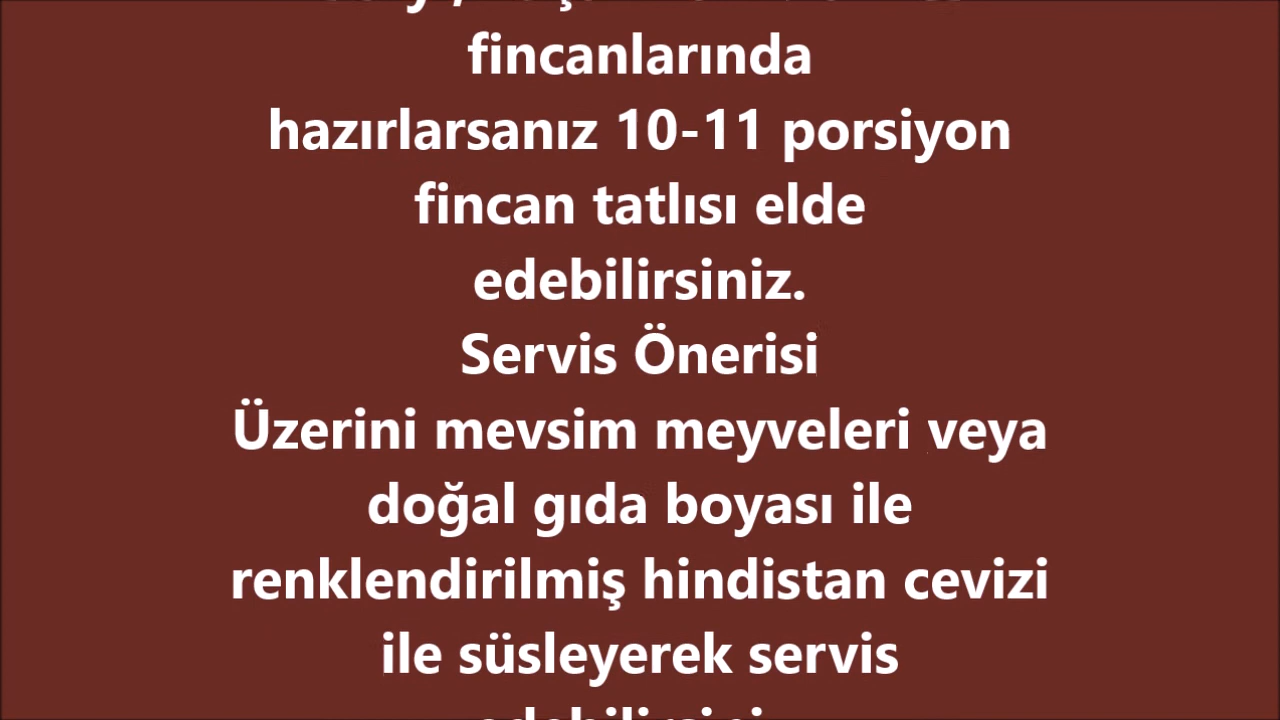 fincanlarında
hazırlarsanız 10-11 porsiyon
fincan tatlısı elde
edebilirsiniz.
Servis Önerisi
Üzerini mevsim meyveleri veya
doğal gıda boyası ile
renklendirilmiş hindistan cevizi
ile süsleyerek servis